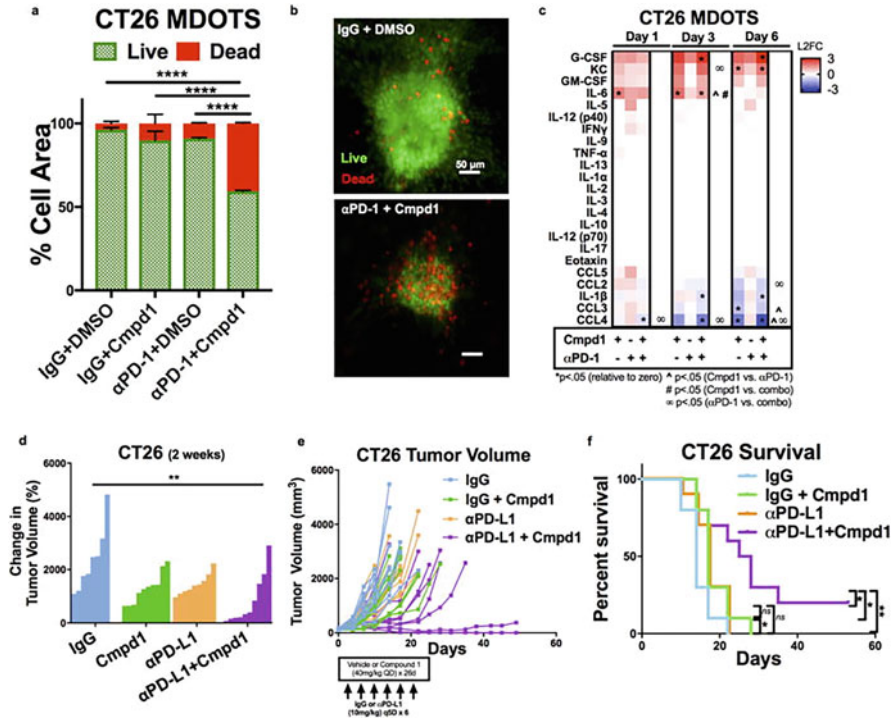 a
CT26 MDOTS
Live Dead
****
****
****
% Cell Area
100
50
0
IgG+DMSO
IgG+Cmpd1
αPD-1+DMSO
αPD-1+Cmpd1
b
IgG + DMSO
Live
Dead
50 µm
αPD-1 + Cmpd1
c
CT26 MDOTS
Day 1 Day 3 Day 6
L2FC
3
0
-3
G-CSF
KC
GM-CSF
IL-6
IL-5
IL-12 (p40)
IFNγ
IL-9
TNF-α
IL-13
IL-1α
IL-2
IL-3
IL-4
IL-10
IL-12 (p70)
IL-17
Eotaxin
CCL5
CCL2
IL-1β
CCL3
CCL4
* * ∞ * *
* * * ^ #
* * ∞
* ^
* ∞ * ∞ * * ^ ∞
Cmpd1 + - + + - + + - +
αPD-1 - + + - + + - + +
*p<.05 (relative to zero) ^ p<.05 (Cmpd1 vs. αPD-1)
# p<.05 (Cmpd1 vs. combo)
∞ p<.05 (αPD-1 vs. combo)
d
CT26 (2 weeks)
**
Change in
Tumor Volume (%)
6000
4000
2000
0
IgG
Cmpd1
αPD-L1
αPD-L1+Cmpd1
e
CT26 Tumor Volume
Tumor Volume (mm³)
6000
4000
2000
0
IgG
IgG + Cmpd1
αPD-L1
αPD-L1 + Cmpd1
0 20 40 60
Days
Vehicle or Compound 1
(40mg/kg QD) x 26d
IgG or αPD-L1
(10mg/kg) q5D x 6
f
CT26 Survival
Percent survival
100
50
0
IgG
IgG + Cmpd1
αPD-L1
αPD-L1+Cmpd1
ns
*
ns
*
*
**
0 20 40 60
Days